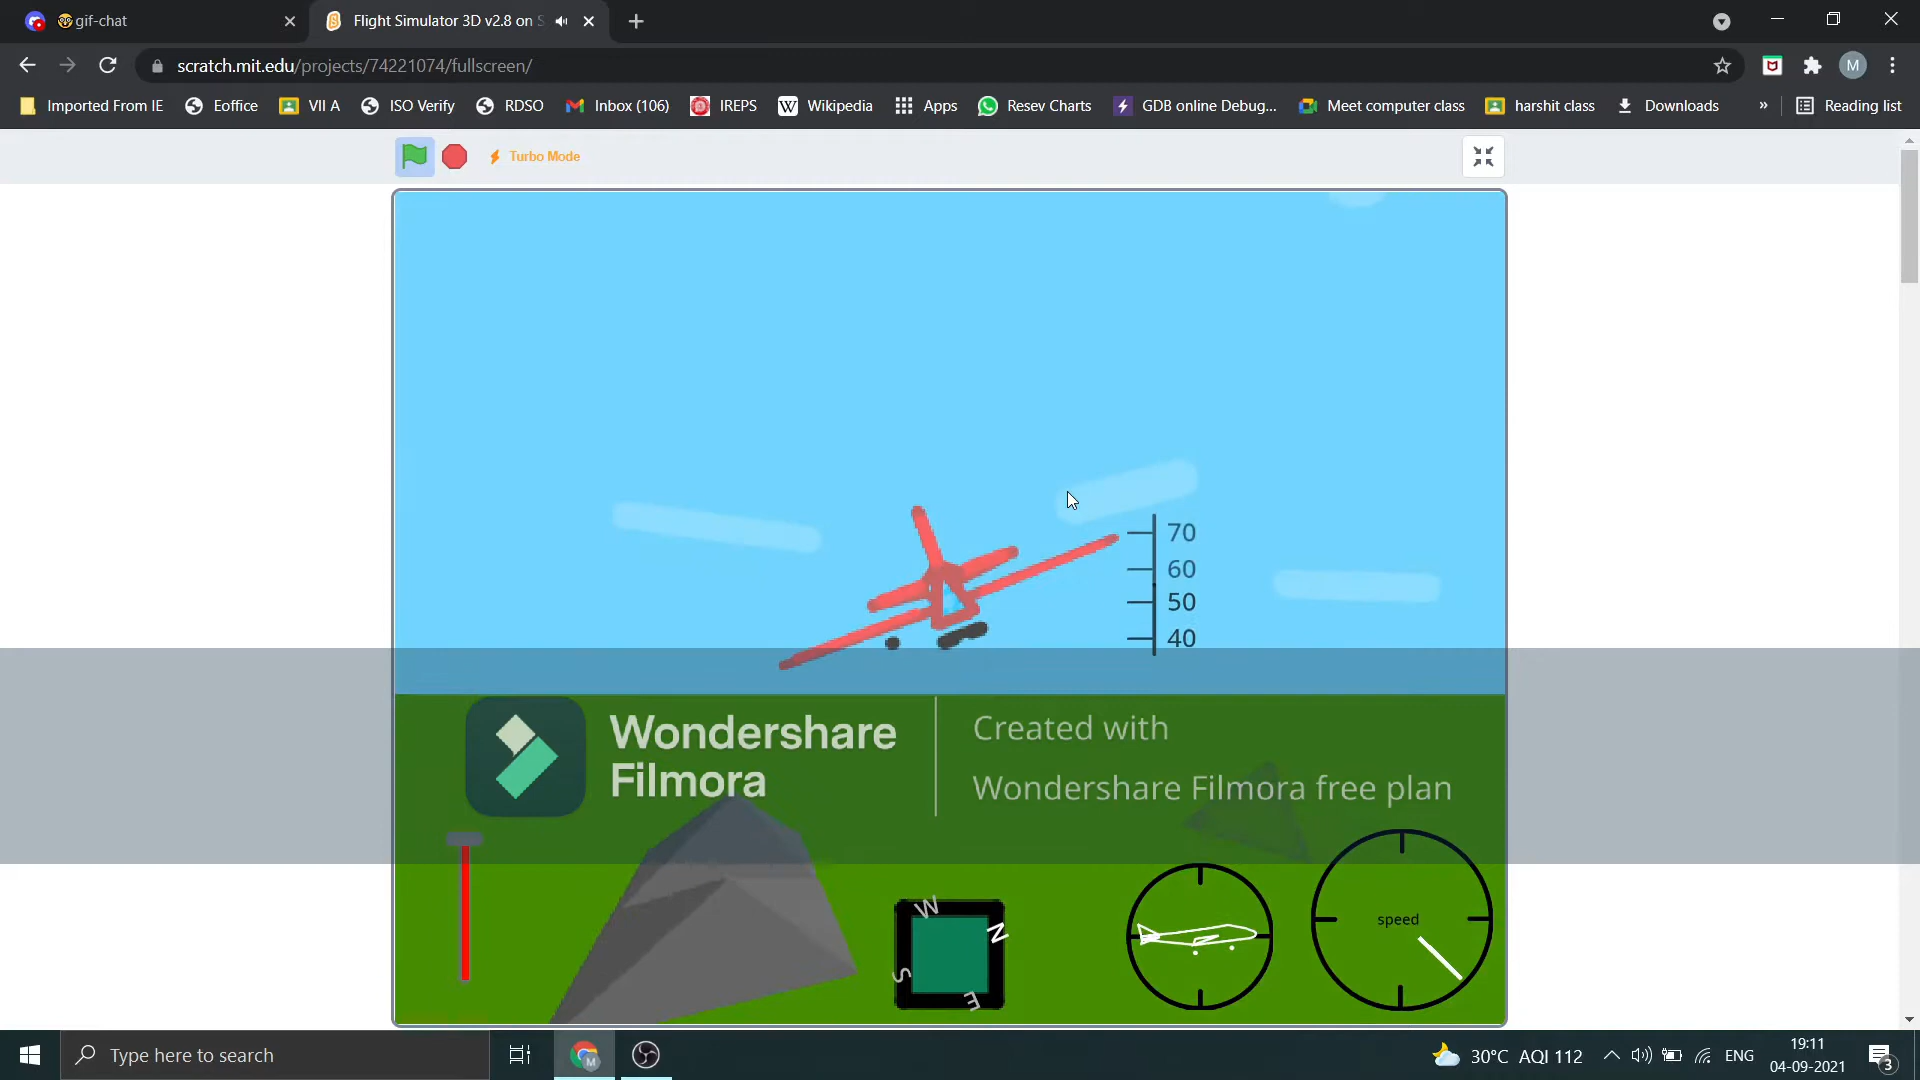 gif-chat
Flight Simulator 3D v2.8 on S
scratch.mit.edu/projects/74221074/fullscreen/
M
Imported From IE
Eoffice
VII A
ISO Verify
RDSO
Inbox (106)
IREPS
Wikipedia
Apps
Resev Charts
GDB online Debug...
Meet computer class
harshit class
Downloads
»
Reading list
Turbo Mode
70
60
50
40
Wondershare
Filmora
Created with
Wondershare Filmora free plan
W
N
S
E
speed
Type here to search
M
30°C AQI 112
ENG
19:11
04-09-2021
3